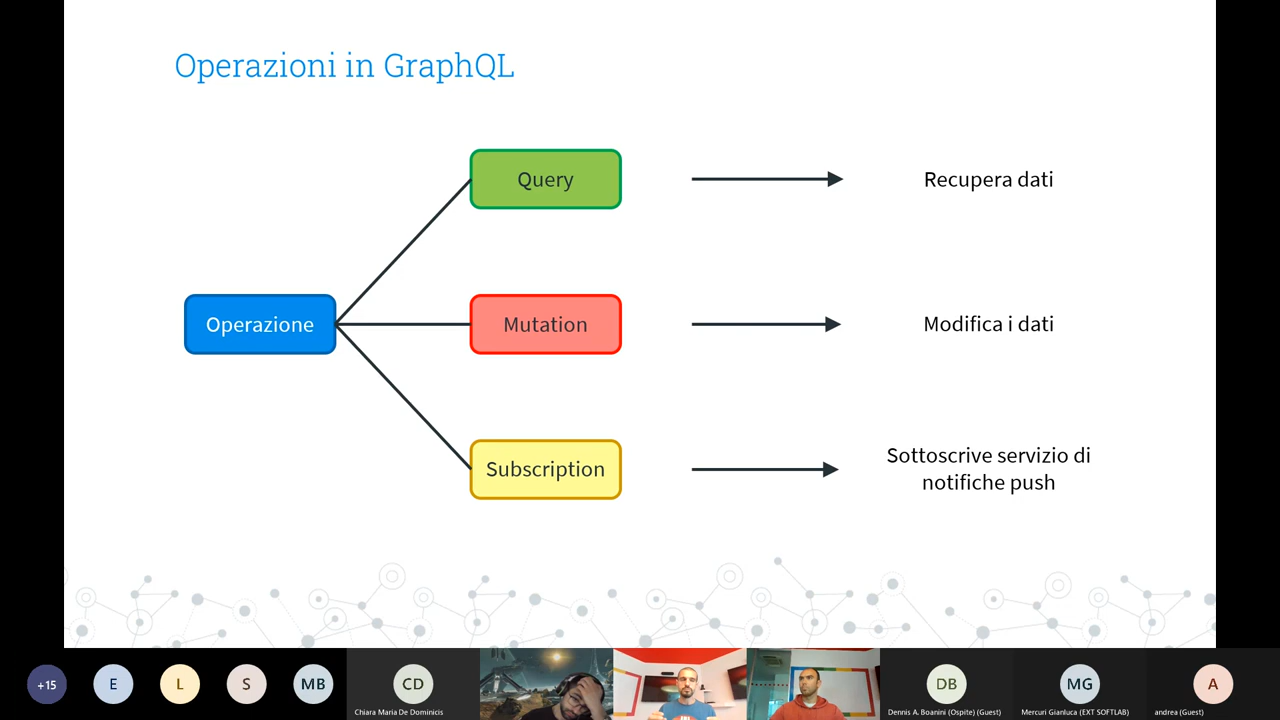 Operazioni in GraphQL
Query
Recupera dati
Operazione
Mutation
Modifica i dati
Subscription
Sottoscrive servizio di
notifiche push
+15
E
L
S
MB
CD
Chiara Maria De Dominicis
DB
Dennis A. Boanini (Ospite) (Guest)
MG
Mercuri Gianluca (EXT SOFTLAB)
A
andrea (Guest)